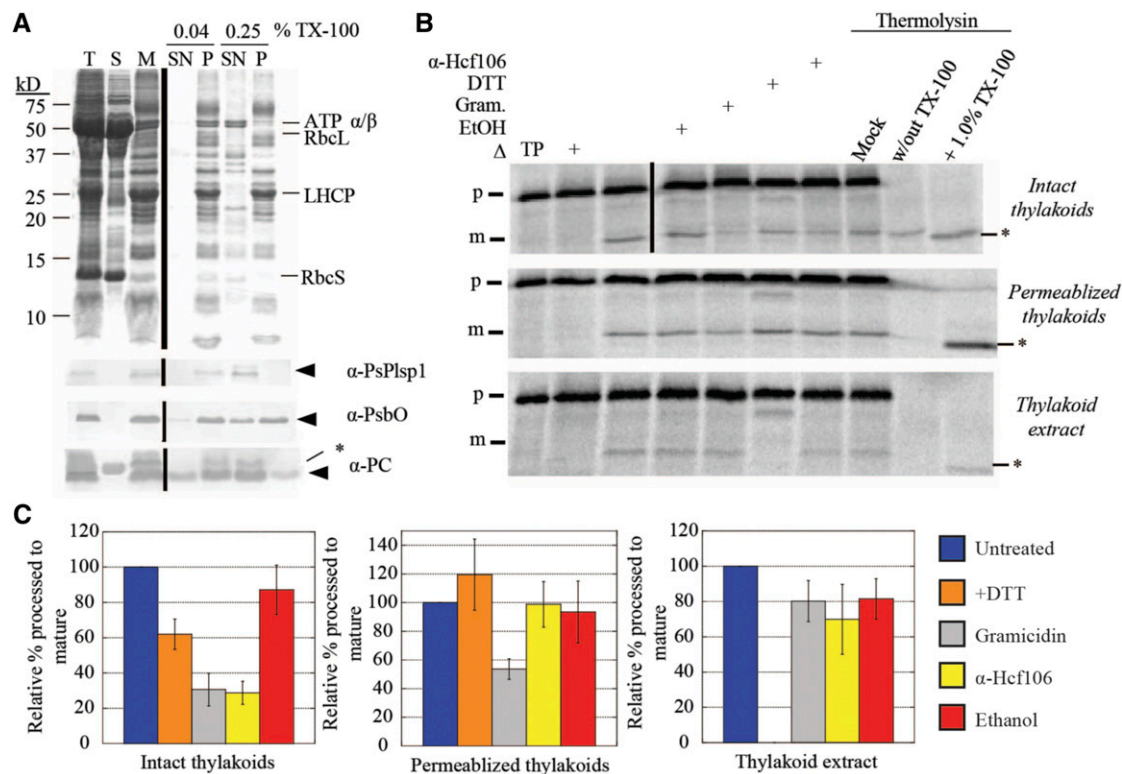 A
0.04 0.25 % TX-100
T S M SN P SN P
kD
75
50
37
25
20
15
10
ATP α/β
RbcL
LHCP
RbcS
α-PsPlsp1
α-PsbO
*
α-PC
B
Thermolysin
α-Hcf106 +
DTT +
Gram. +
EtOH +
Δ TP + Mock w/out TX-100 + 1.0% TX-100
p
m
*
Intact
thylakoids
p
m
*
Permeablized
thylakoids
p
m
*
Thylakoid
extract
C
Relative % processed to
mature
120
100
80
60
40
20
0
Intact thylakoids
Relative % processed to
mature
140
120
100
80
60
40
20
0
Permeablized thylakoids
Relative % processed to
mature
120
100
80
60
40
20
0
Thylakoid extract
Untreated
+DTT
Gramicidin
α-Hcf106
Ethanol